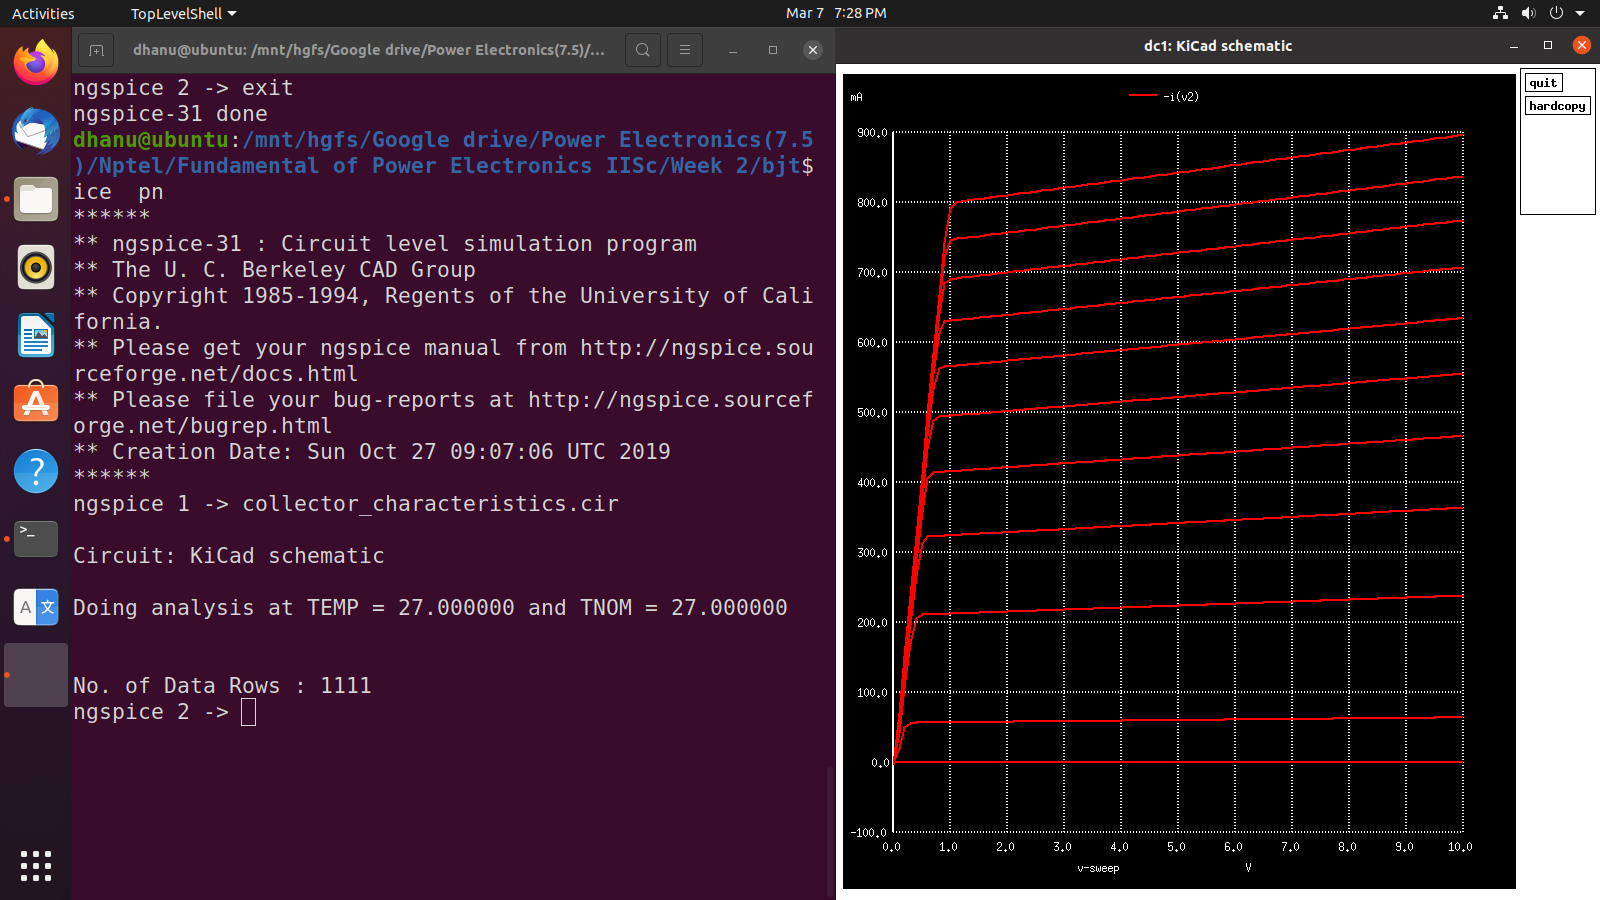 Activities
TopLevelShell
Mar 7 7:28 PM
dhanu@ubuntu: /mnt/hgfs/Google drive/Power Electronics(7.5)/...
ngspice 2 -> exit
ngspice-31 done
dhanu@ubuntu:/mnt/hgfs/Google drive/Power Electronics(7.5
)/Nptel/Fundamental of Power Electronics IISc/Week 2/bjt$
ice  pn
******
** ngspice-31 : Circuit level simulation program
** The U. C. Berkeley CAD Group
** Copyright 1985-1994, Regents of the University of Cali
fornia.
** Please get your ngspice manual from http://ngspice.sou
rceforge.net/docs.html
** Please file your bug-reports at http://ngspice.sourcef
orge.net/bugrep.html
** Creation Date: Sun Oct 27 09:07:06 UTC 2019
******
ngspice 1 -> collector_characteristics.cir
Circuit: KiCad schematic
Doing analysis at TEMP = 27.000000 and TNOM = 27.000000
No. of Data Rows : 1111
ngspice 2 ->
dc1: KiCad schematic
quit
hardcopy
mA
-i(v2)
900.0
800.0
700.0
600.0
500.0
400.0
300.0
200.0
100.0
0.0
-100.0
0.0 1.0 2.0 3.0 4.0 5.0 6.0 7.0 8.0 9.0 10.0
v-sweep V